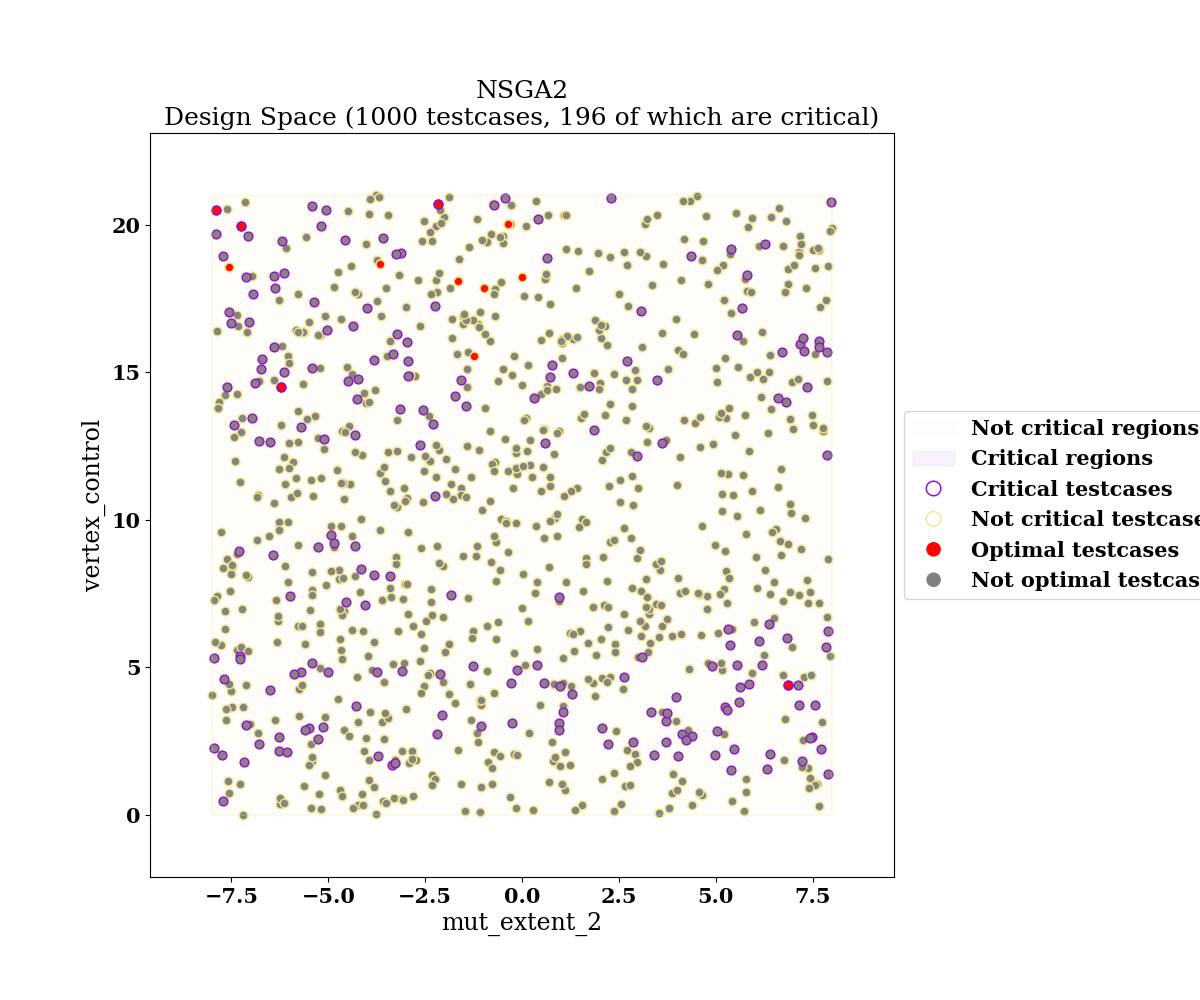 NSGA2
Design Space (1000 testcases, 196 of which are critical)
20
15
10
5
0
vertex_control
−7.5 −5.0 −2.5 0.0 2.5 5.0 7.5
mut_extent_2
Not critical regions
Critical regions
Critical testcases
Not critical testcase
Optimal testcases
Not optimal testcas